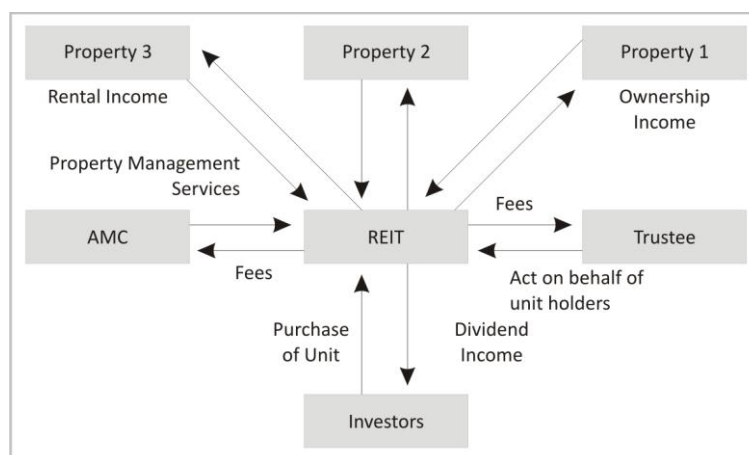 Property 3
Property 2
Property 1
Rental Income
Ownership
Income
Property Management
Services
Fees
AMC
REIT
Trustee
Fees
Act on behalf of
unit holders
Purchase
of Unit
Dividend
Income
Investors